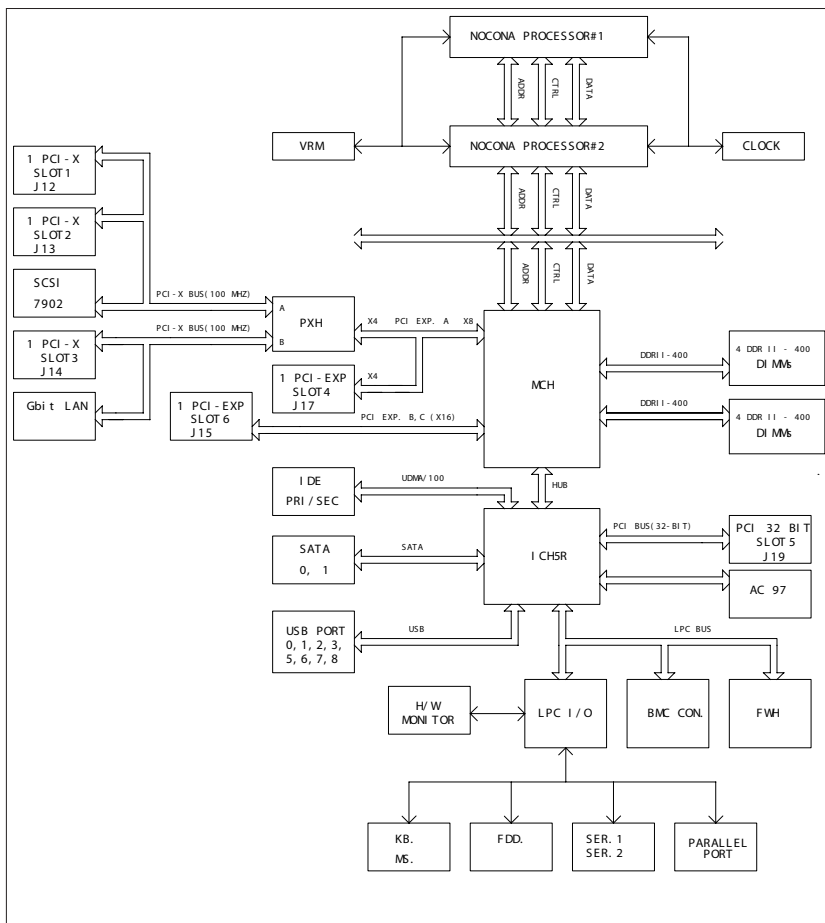 NOCONA PROCESSOR#1
ADDR
CTRL
DATA
VRM
NOCONA PROCESSOR#2
CLOCK
1 PCI-X
SLOT1
J12
ADDR
CTRL
DATA
1 PCI-X
SLOT2
J13
ADDR
CTRL
DATA
SCSI
7902
PCI-X BUS(100 MHZ)
A
B
PXH
X4 PCI EXP. A X8
MCH
1 PCI-X
SLOT3
J14
PCI-X BUS(100 MHZ)
DDRII-400
4 DDRII-400
DIMMs
1 PCI-EXP
SLOT4
J17
X4
Gbit LAN
1 PCI-EXP
SLOT6
J15
PCI EXP. B,C (X16)
DDRII-400
4 DDRII-400
DIMMs
IDE
PRI/SEC
UDMA/100
HUB
ICH5R
PCI BUS(32-BIT)
PCI 32 BIT
SLOT5
J19
SATA
0, 1
SATA
AC 97
USB PORT
0, 1, 2, 3,
5, 6, 7, 8
USB
LPC BUS
H/W
MONITOR
LPC I/O
BMC CON.
FWH
KB.
MS.
FDD.
SER. 1
SER. 2
PARALLEL
PORT